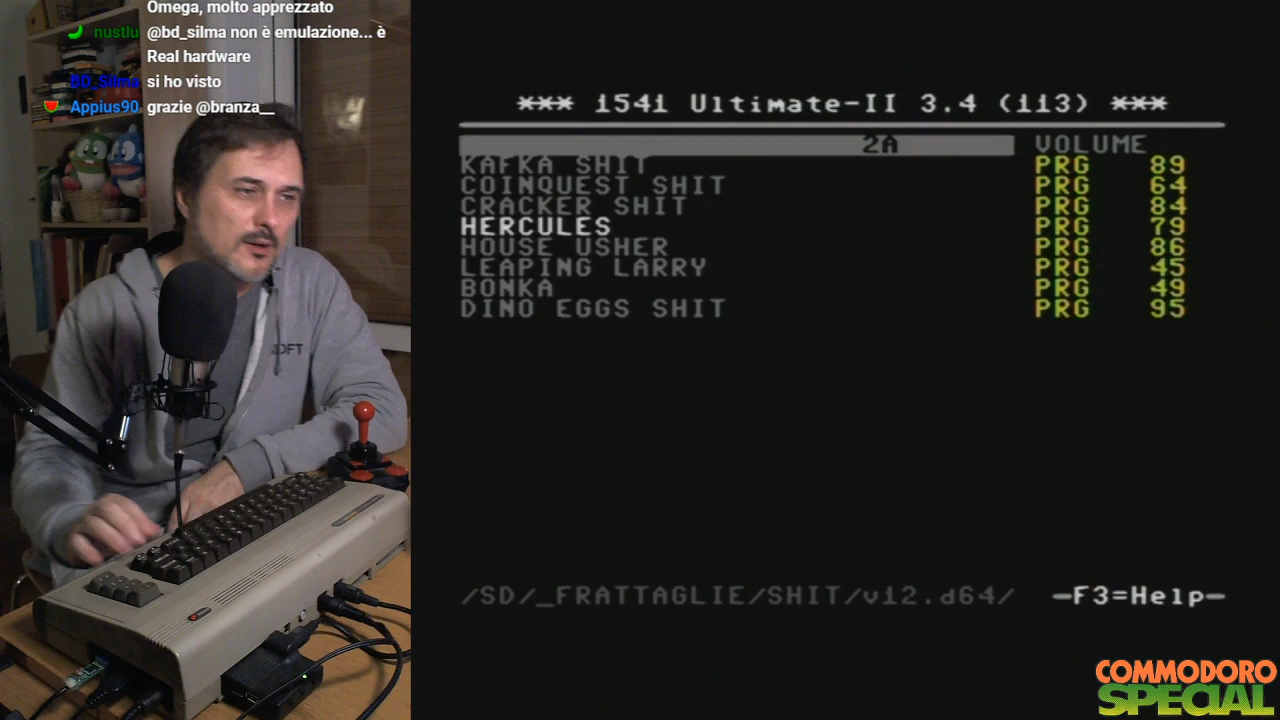 Omega, molto apprezzato
nustlu @bd_silma non è emulazione... è
Real hardware
BD_Silma si ho visto
Appius90 grazie @branza__
*** 1541 Ultimate-II 3.4 (113) ***
2A VOLUME
KAFKA SHIT PRG 89
COINQUEST SHIT PRG 64
CRACKER SHIT PRG 84
HERCULES PRG 79
HOUSE USHER PRG 86
LEAPING LARRY PRG 45
BONKA PRG 49
DINO EGGS SHIT PRG 95
/SD/_FRATTAGLIE/SHIT/v12.d64/ -F3=Help-
COMMODORO
SPECIAL